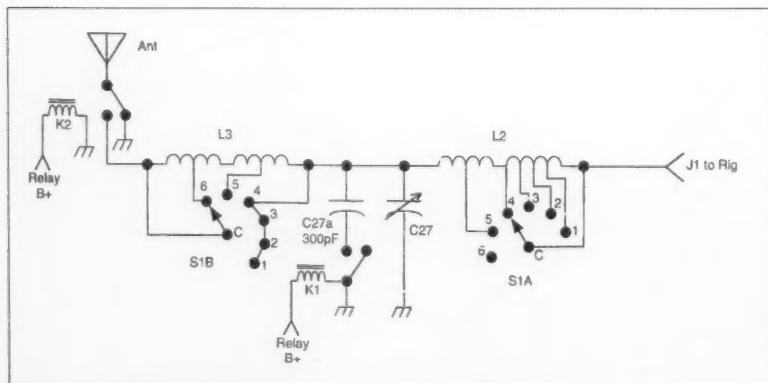 Ant
K2
L3
L2
J1 to Rig
Relay
B+
6
5
4
3
2
1
C
S1B
C27a
300pF
C27
K1
Relay
B+
4
3
2
1
5
6
C
S1A